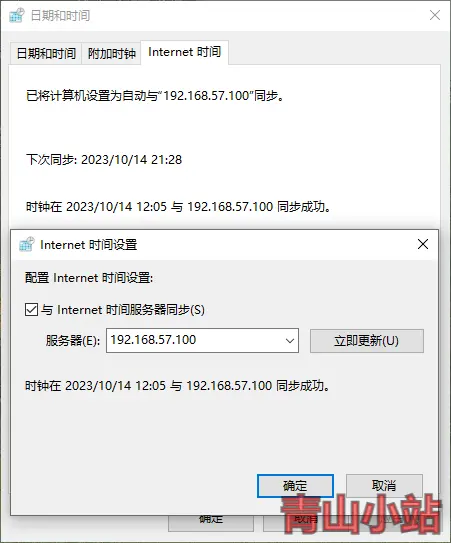 日期和时间
日期和时间 附加时钟 Internet 时间
已将计算机设置为自动与“192.168.57.100”同步。
下次同步: 2023/10/14 21:28
时钟在 2023/10/14 12:05 与 192.168.57.100 同步成功。
Internet 时间设置
配置 Internet 时间设置:
与 Internet 时间服务器同步(S)
服务器(E): 192.168.57.100 立即更新(U)
时钟在 2023/10/14 12:05 与 192.168.57.100 同步成功。
确定 取消
青山小站
确定 取消